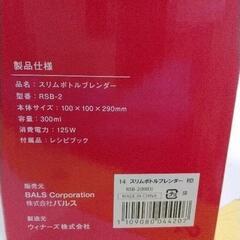 製品仕様
品名：スリムボトルブレンダー
型番：RSB-2
本体サイズ：100×100×290mm
容量：300ml
消費電力：125W
付属品：レシピブック
販売元
BALS Corporation
株式会社バルス
製造元
ウィナーズ株式会社
14 スリムボトルブレンダー RD
RSB-2(RED)
MADE IN CHINA
1109080044202